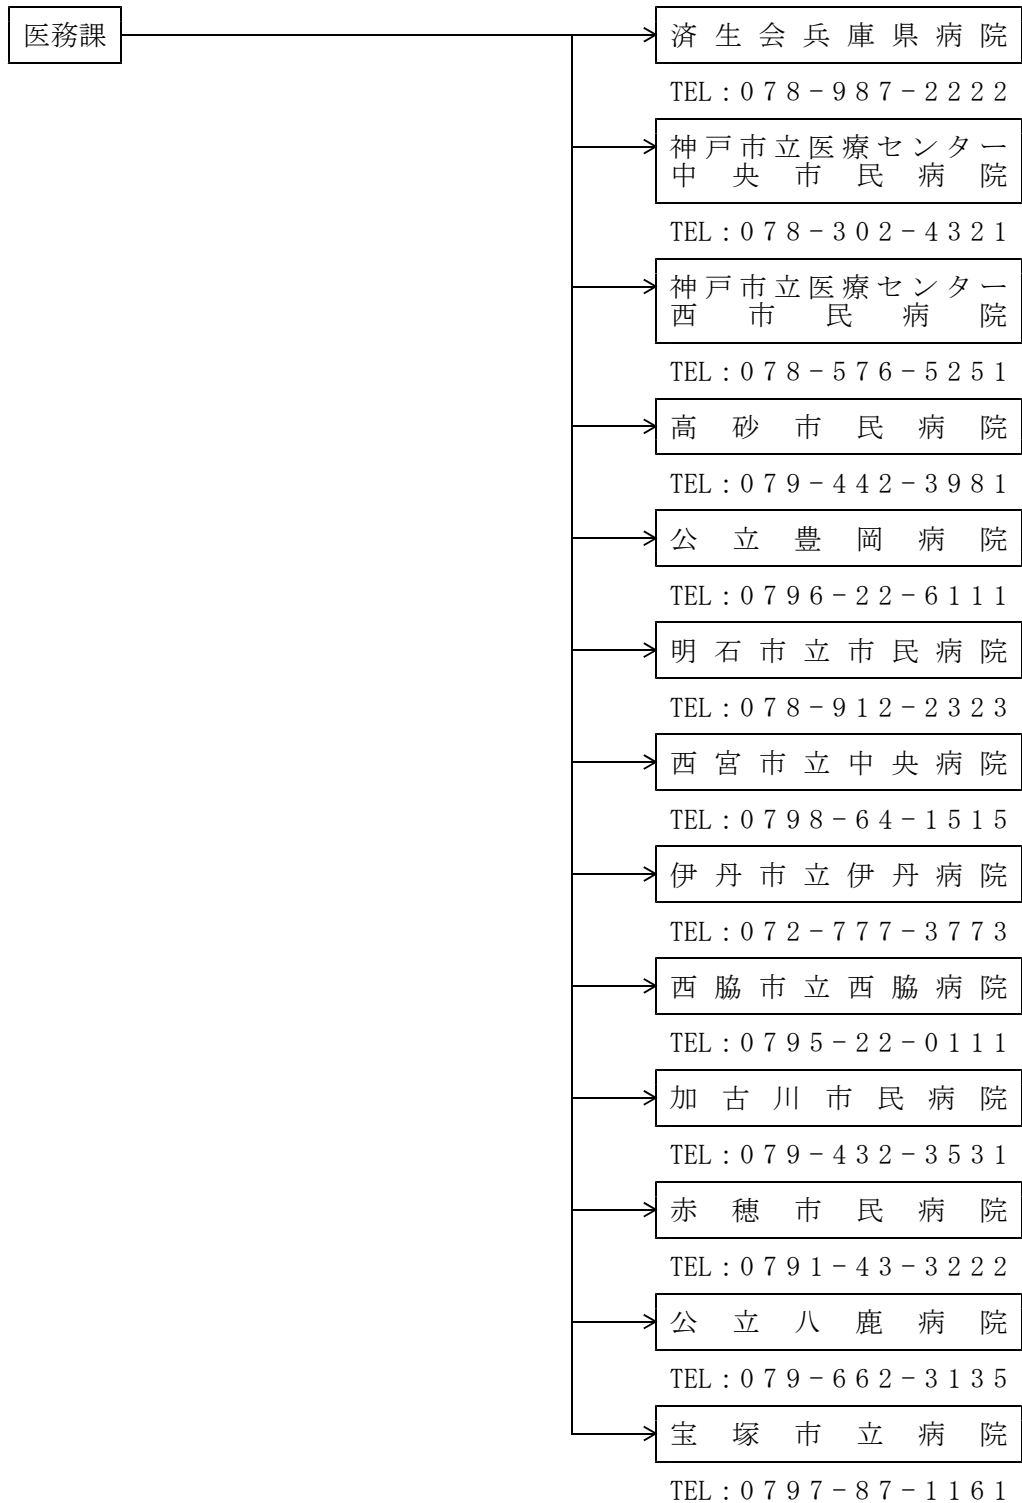 医務課
済生会兵庫県病院
TEL:078-987-2222
神戸市立医療センター
中央市民病院
TEL:078-302-4321
神戸市立医療センター
西市民病院
TEL:078-576-5251
高砂市民病院
TEL:079-442-3981
公立豊岡病院
TEL:0796-22-6111
明石市立市民病院
TEL:078-912-2323
西宮市立中央病院
TEL:0798-64-1515
伊丹市立伊丹病院
TEL:072-777-3773
西脇市立西脇病院
TEL:0795-22-0111
加古川市民病院
TEL:079-432-3531
赤穂市民病院
TEL:0791-43-3222
公立八鹿病院
TEL:079-662-3135
宝塚市立病院
TEL:0797-87-1161